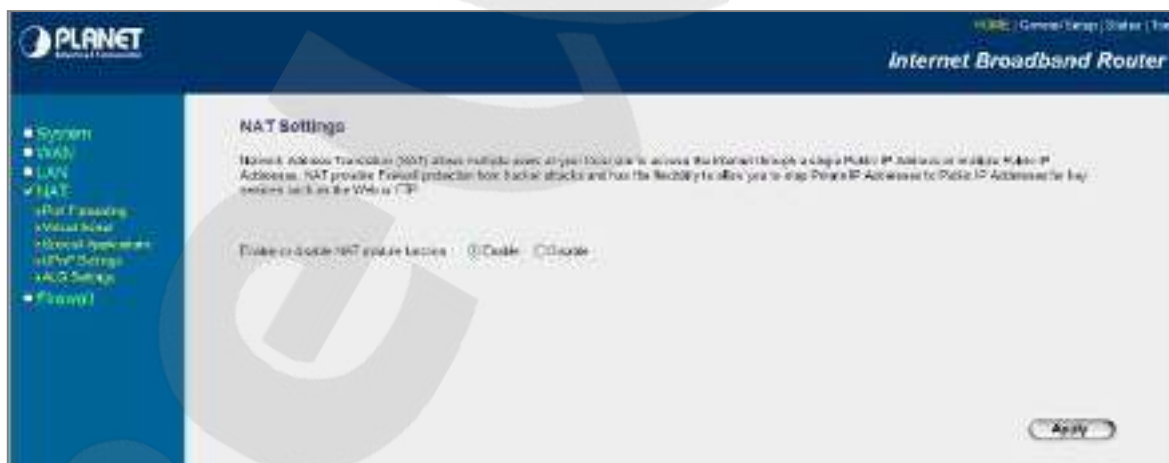 PLANET
HOME | General Setup | Status |
Internet Broadband Router
System
WAN
LAN
NAT
Port Forwarding
Virtual Server
Special Applications
UPnP Settings
ALG Settings
Firewall
NAT Settings
Network Address Translation (NAT) allows multiple users at your local site to access the Internet through a single Public IP Address or multiple Public IP
Addresses. NAT provides Firewall protection from hacker attacks and has the flexibility to allow you to map Private IP Addresses to Public IP Addresses for key
services such as the Web or FTP.
Enable or disable NAT module function : Enable Disable
Apply